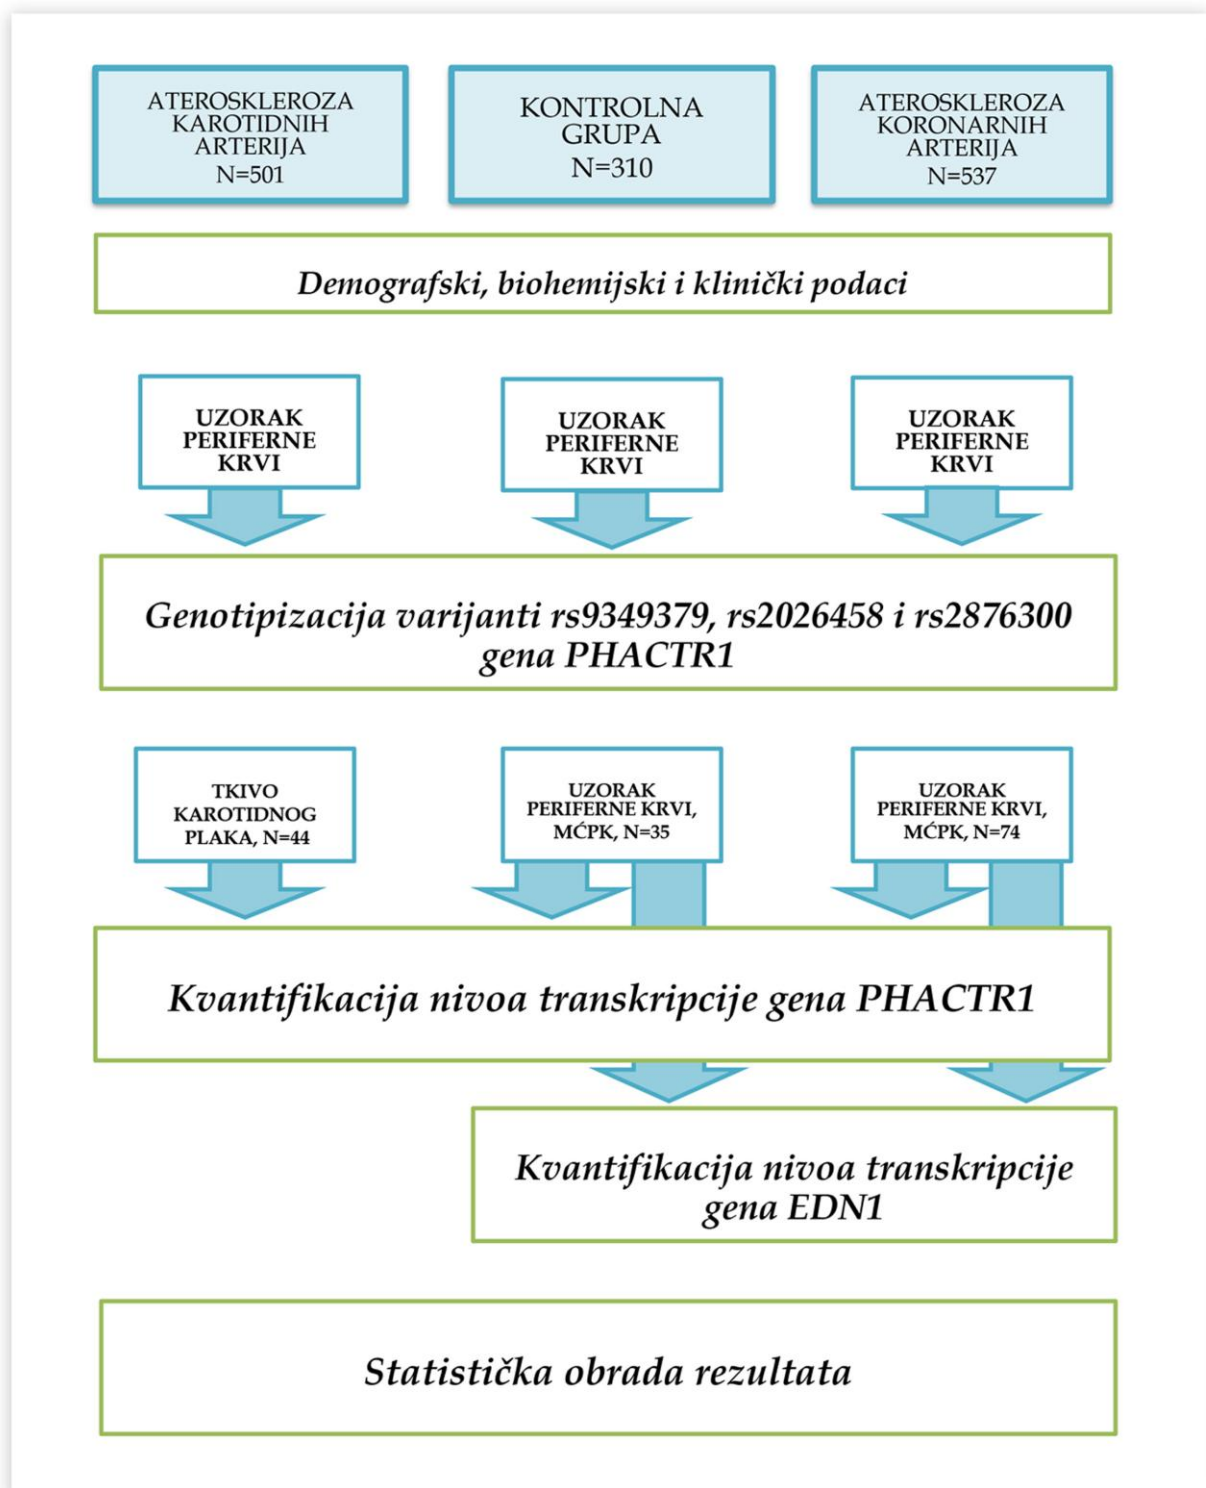 ATEROSKLEROZA
KAROTIDNIH
ARTERIJA
N=501
KONTROLNA
GRUPA
N=310
ATEROSKLEROZA
KORONARNIH
ARTERIJA
N=537
Demografski, biohemijski i klinički podaci
UZORAK
PERIFERNE
KRVI
UZORAK
PERIFERNE
KRVI
UZORAK
PERIFERNE
KRVI
Genotipizacija varijanti rs9349379, rs2026458 i rs2876300
gena PHACTR1
TKIVO
KAROTIDNOG
PLAKA, N=44
UZORAK
PERIFERNE KRVI,
MĆPK, N=35
UZORAK
PERIFERNE KRVI,
MĆPK, N=74
Kvantifikacija nivoa transkripcije gena PHACTR1
Kvantifikacija nivoa transkripcije
gena EDN1
Statistička obrada rezultata